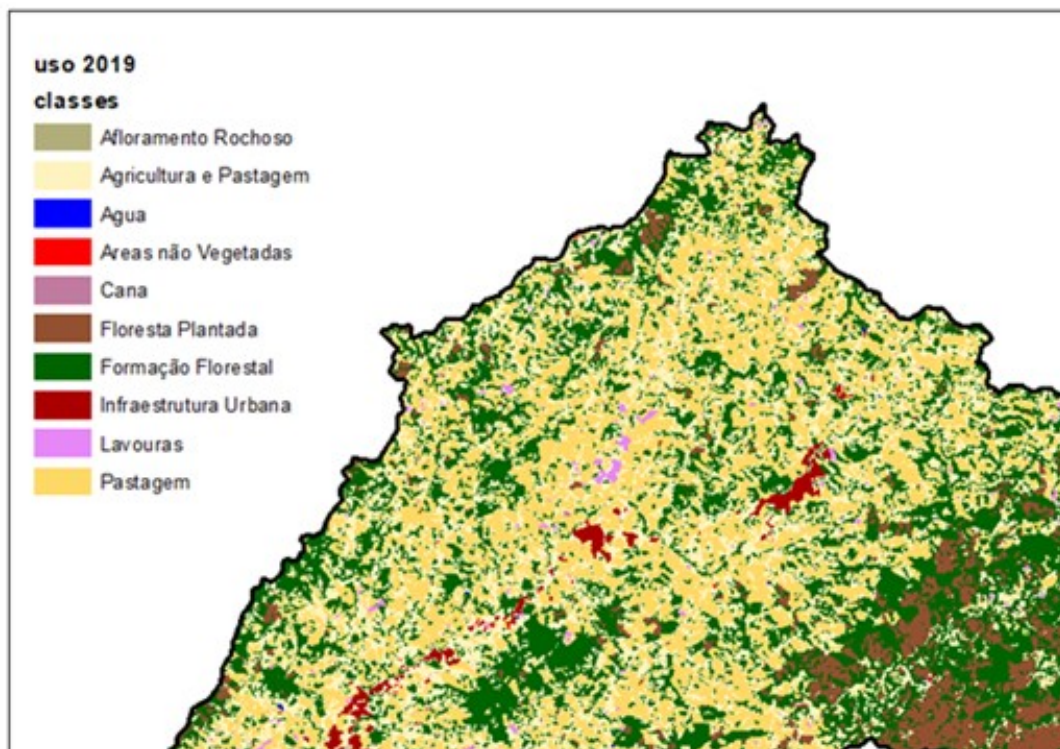 uso 2019
classes
Afloramento Rochoso
Agricultura e Pastagem
Agua
Areas não Vegetadas
Cana
Floresta Plantada
Formação Florestal
Infraestrutura Urbana
Lavouras
Pastagem